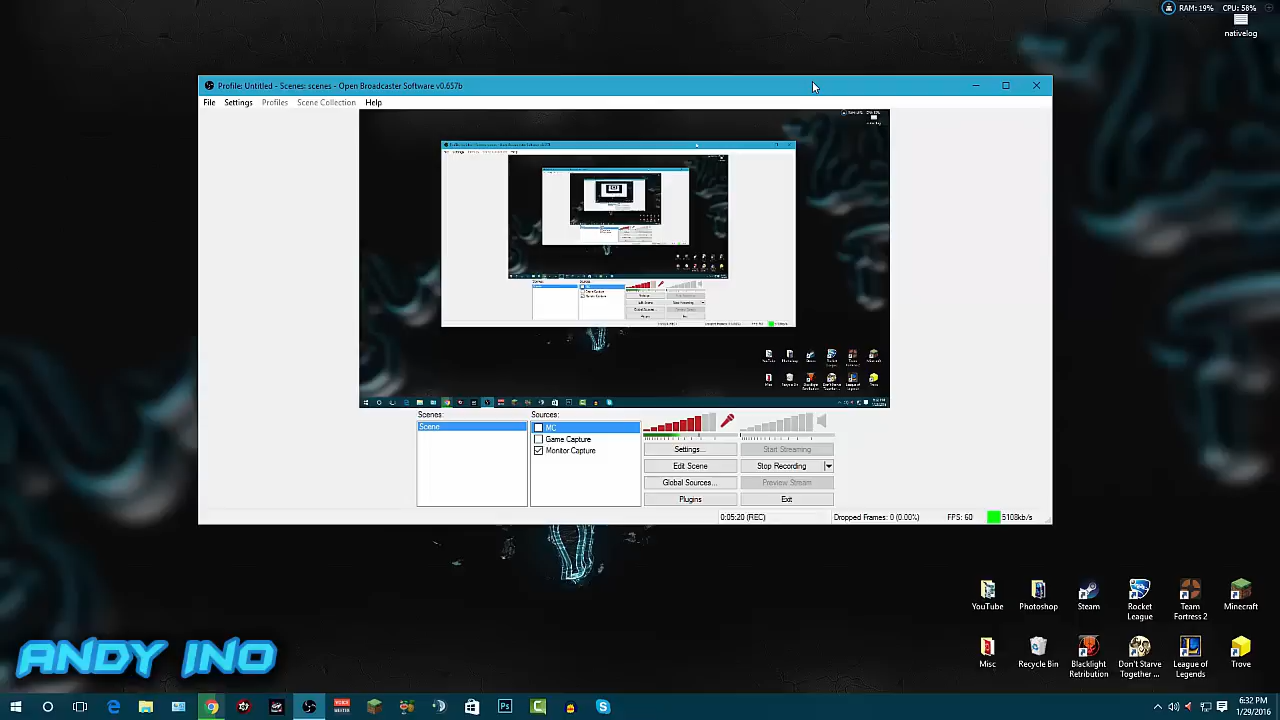 RAM: 19% CPU: 58%
nativelog
Profile: Untitled - Scenes: scenes - Open Broadcaster Software v0.657b
File Settings Profiles Scene Collection Help
Scenes: Sources:
Scene
MC
Game Capture
Monitor Capture
Settings... Start Streaming
Edit Scene Stop Recording
Global Sources... Preview Stream
Plugins Exit
0:05:20 (REC) Dropped Frames: 0 (0.00%) FPS: 60 5108kb/s
YouTube Photoshop Steam Rocket League Team Fortress 2 Minecraft
Misc Recycle Bin Blacklight Retribution Don't Starve Together ... League of Legends Trove
ANDY INO
VOICE
Ps
6:32 PM
1/29/2016